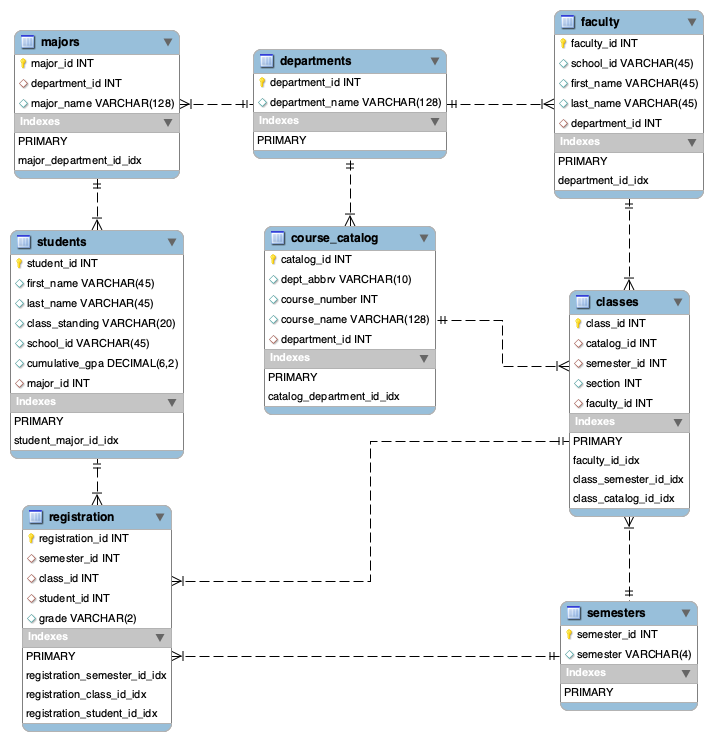 majors
major_id INT
department_id INT
major_name VARCHAR(128)
Indexes
PRIMARY
major_department_id_idx
departments
department_id INT
department_name VARCHAR(128)
Indexes
PRIMARY
faculty
faculty_id INT
school_id VARCHAR(45)
first_name VARCHAR(45)
last_name VARCHAR(45)
department_id INT
Indexes
PRIMARY
department_id_idx
students
student_id INT
first_name VARCHAR(45)
last_name VARCHAR(45)
class_standing VARCHAR(20)
school_id VARCHAR(45)
cumulative_gpa DECIMAL(6,2)
major_id INT
Indexes
PRIMARY
student_major_id_idx
course_catalog
catalog_id INT
dept_abbrv VARCHAR(10)
course_number INT
course_name VARCHAR(128)
department_id INT
Indexes
PRIMARY
catalog_department_id_idx
classes
class_id INT
catalog_id INT
semester_id INT
section INT
faculty_id INT
Indexes
PRIMARY
faculty_id_idx
class_semester_id_idx
class_catalog_id_idx
registration
registration_id INT
semester_id INT
class_id INT
student_id INT
grade VARCHAR(2)
Indexes
PRIMARY
registration_semester_id_idx
registration_class_id_idx
registration_student_id_idx
semesters
semester_id INT
semester VARCHAR(4)
Indexes
PRIMARY